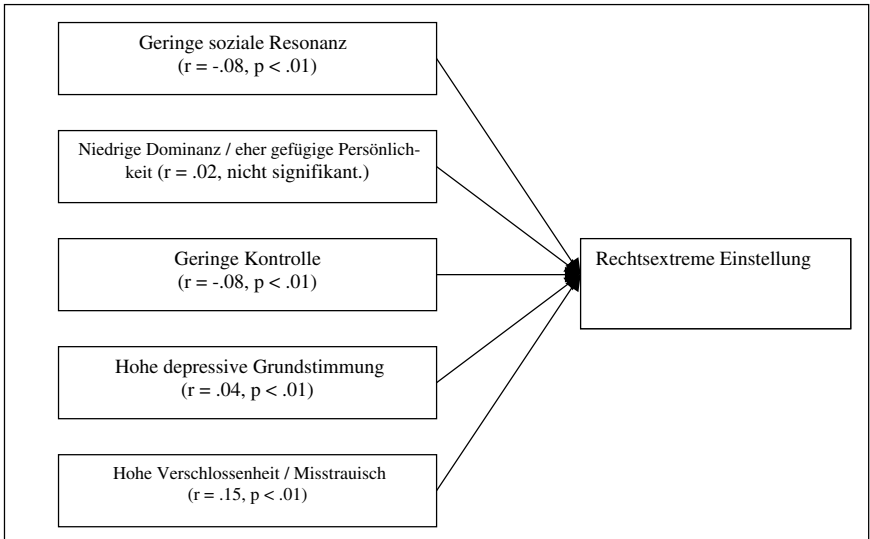 Geringe soziale Resonanz
(r = -.08, p < .01)
Niedrige Dominanz / eher gefügige Persönlich-
keit (r = .02, nicht signifikant.)
Geringe Kontrolle
(r = -.08, p < .01)
Hohe depressive Grundstimmung
(r = .04, p < .01)
Hohe Verschlossenheit / Misstrauisch
(r = .15, p < .01)
Rechtsextreme Einstellung